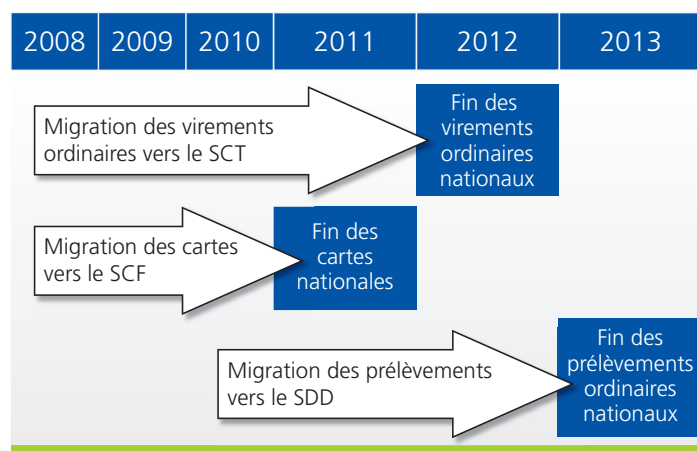 2008 2009 2010 2011 2012 2013
Migration des virements
ordinaires vers le SCT
Fin des
virements
ordinaires
nationaux
Migration des cartes
vers le SCF
Fin des
cartes
nationales
Migration des prélèvements
vers le SDD
Fin des
prélèvements
ordinaires
nationaux